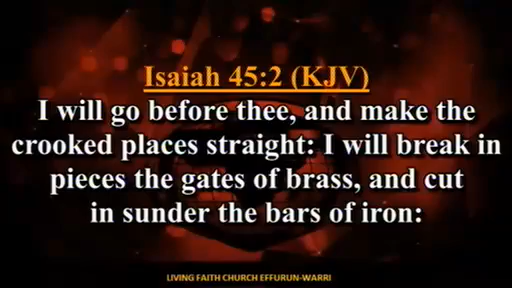 Isaiah 45:2 (KJV)
I will go before thee, and make the
crooked places straight: I will break in
pieces the gates of brass, and cut
in sunder the bars of iron:
LIVING FAITH CHURCH EFFURUN-WARRI